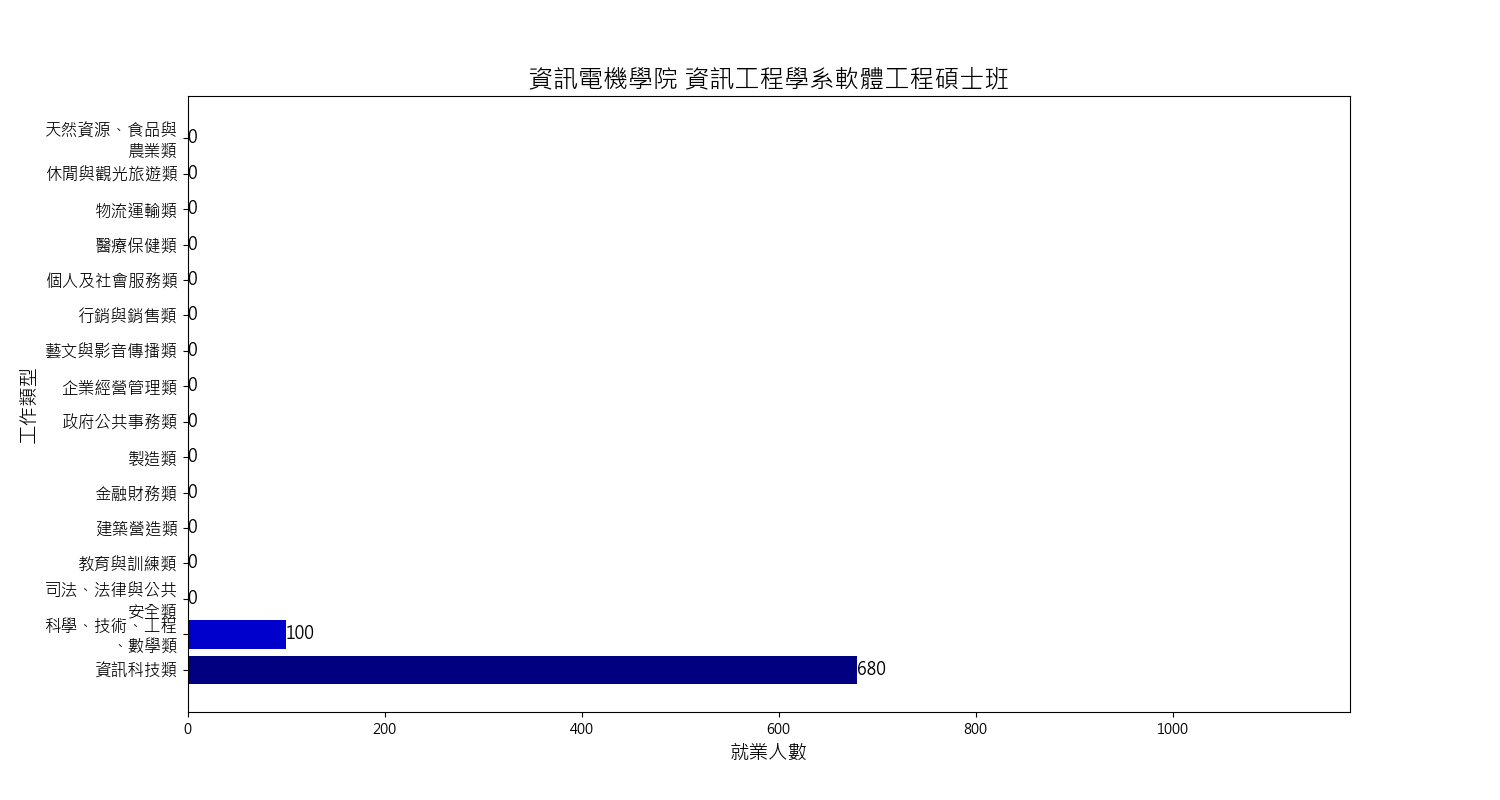 資訊電機學院 資訊工程學系軟體工程碩士班
天然資源、食品與
農業類
0
休閒與觀光旅遊類
0
物流運輸類
0
醫療保健類
0
個人及社會服務類
0
行銷與銷售類
0
藝文與影音傳播類
0
企業經營管理類
0
政府公共事務類
0
製造類
0
金融財務類
0
建築營造類
0
教育與訓練類
0
司法、法律與公共
安全類
0
科學、技術、工程
、數學類
100
資訊科技類
680
工作類型
0 200 400 600 800 1000
就業人數